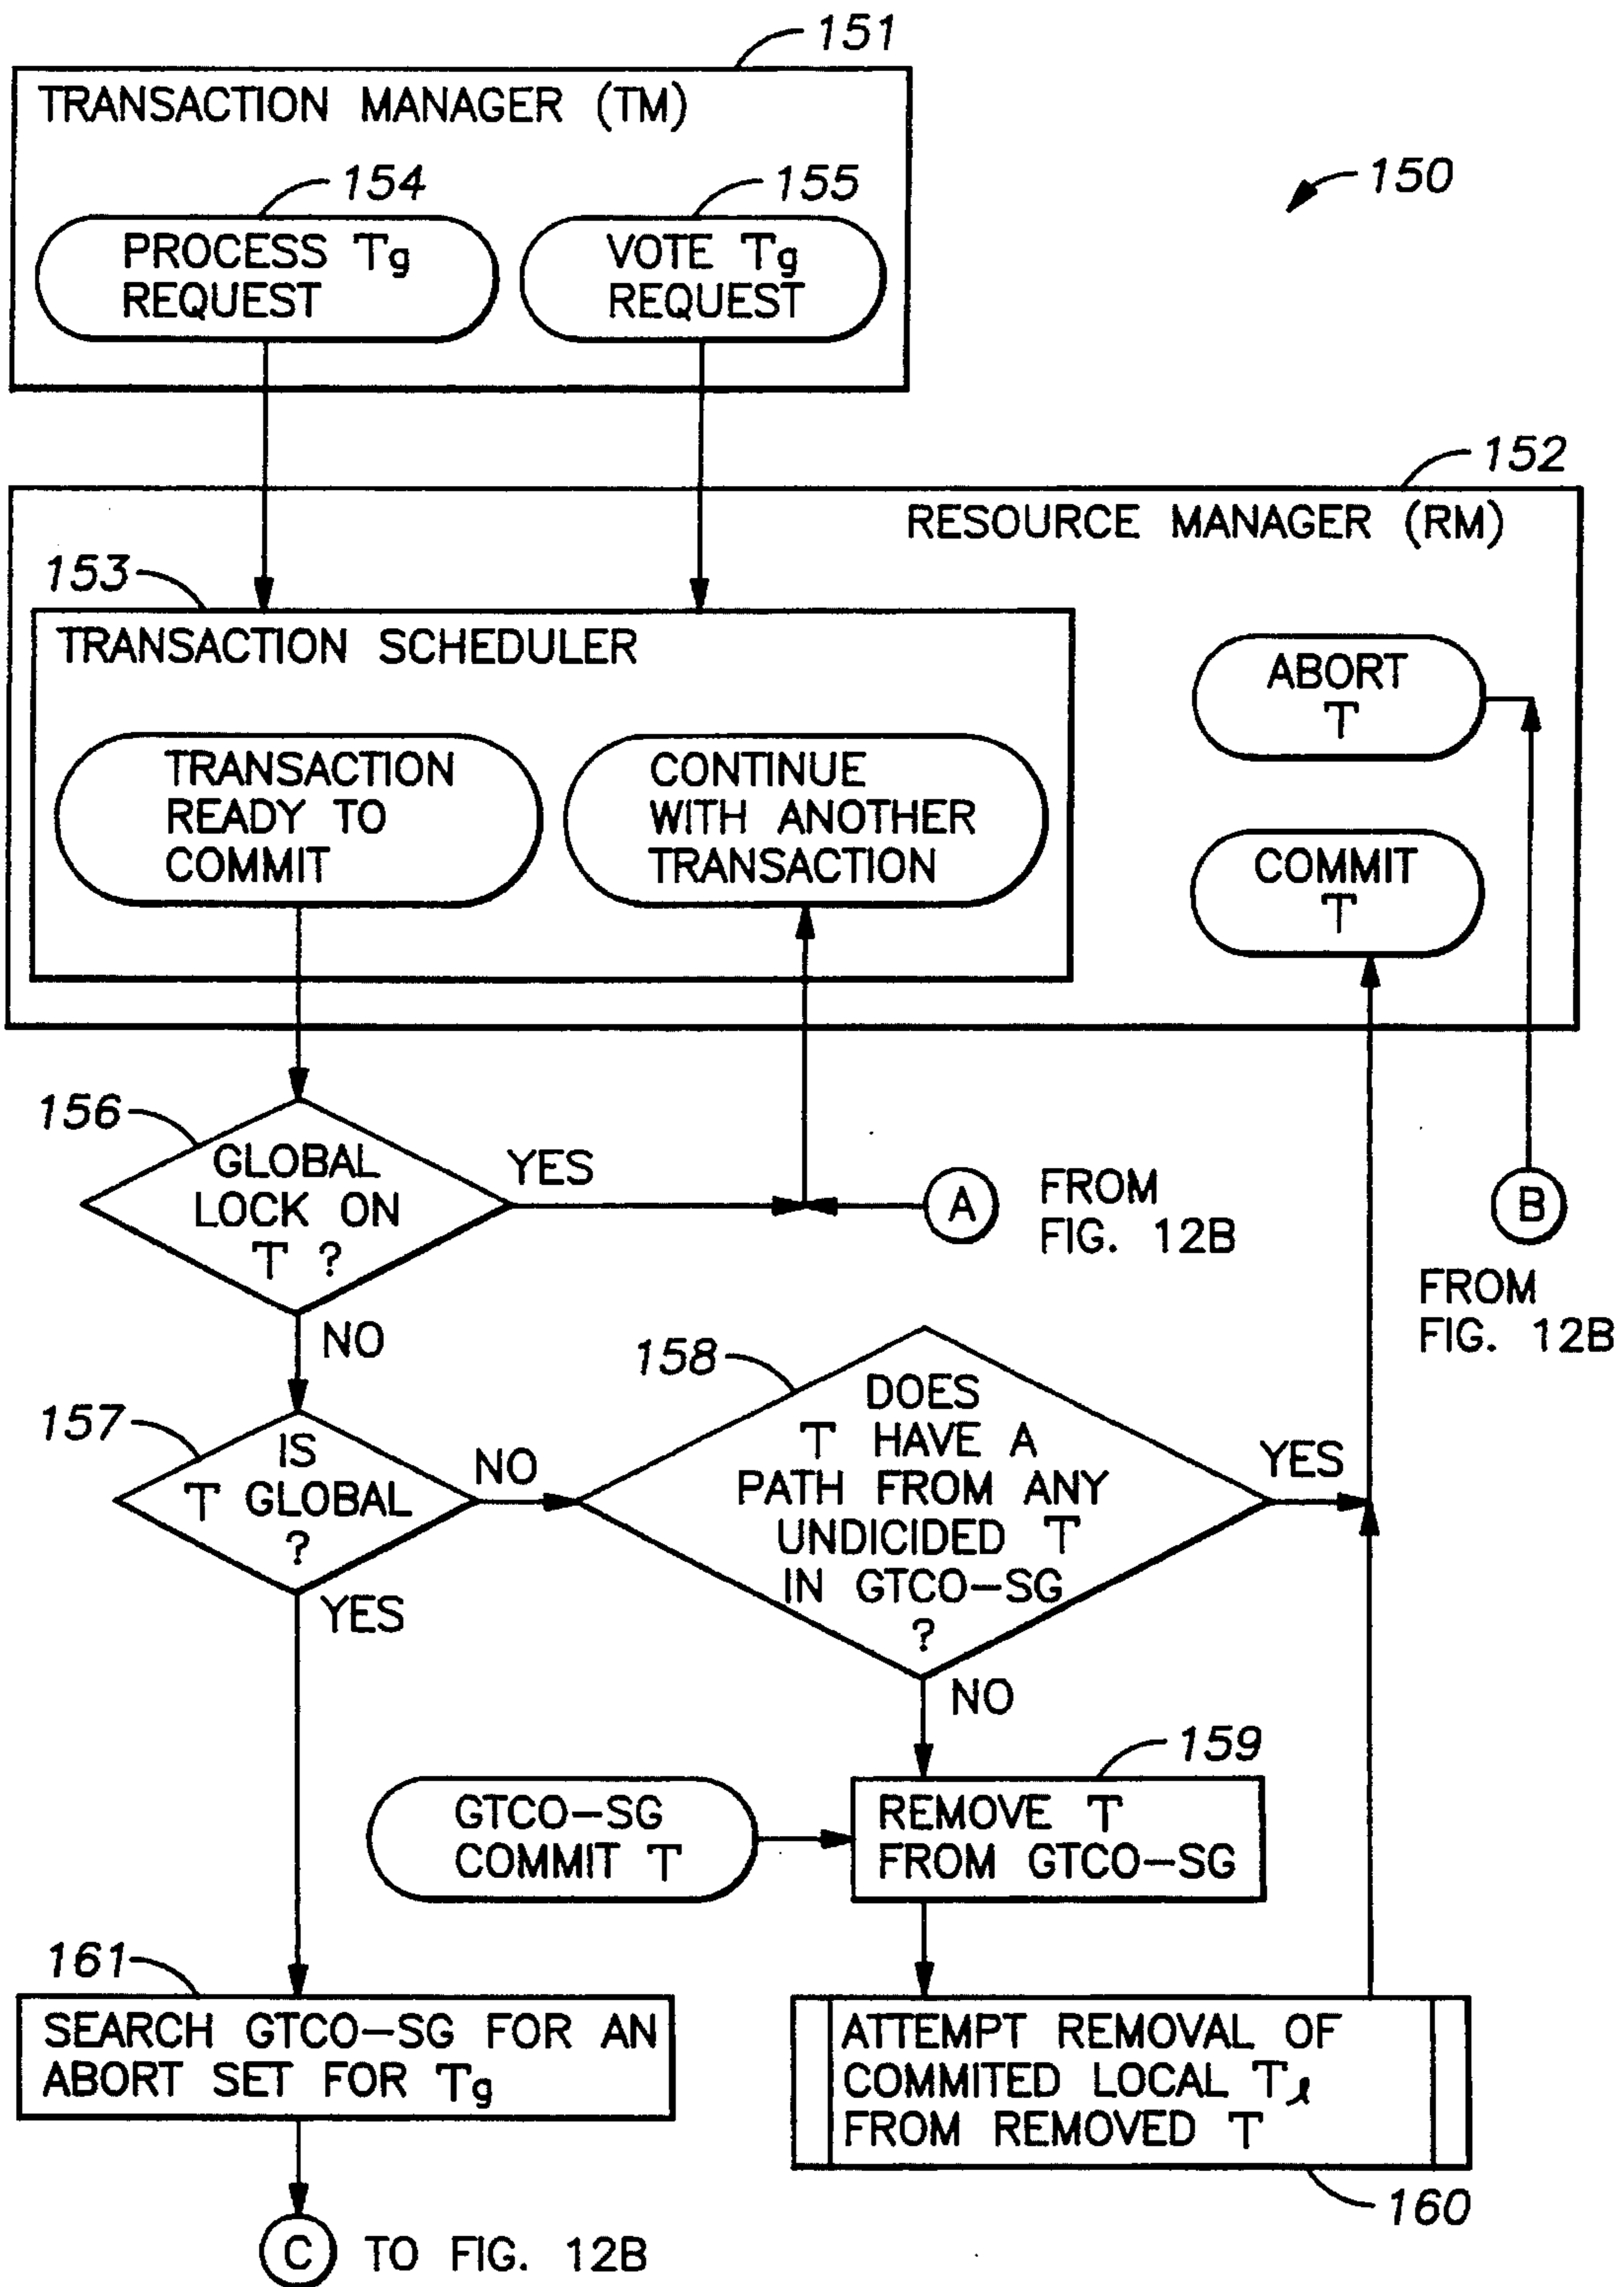 151
TRANSACTION MANAGER (TM)
154
155
150
PROCESS Tg
REQUEST
VOTE Tg
REQUEST
152
RESOURCE MANAGER (RM)
153
TRANSACTION SCHEDULER
ABORT
T
TRANSACTION
READY TO
COMMIT
CONTINUE
WITH ANOTHER
TRANSACTION
COMMIT
T
156
GLOBAL
LOCK ON
T ?
YES
A
FROM
FIG. 12B
B
FROM
FIG. 12B
NO
157
IS
T GLOBAL
?
NO
158
DOES
T HAVE A
PATH FROM ANY
UNDICIDED T
IN GTCO-SG
?
YES
YES
NO
159
GTCO-SG
COMMIT T
REMOVE T
FROM GTCO-SG
161
SEARCH GTCO-SG FOR AN
ABORT SET FOR Tg
ATTEMPT REMOVAL OF
COMMITED LOCAL Tℓ
FROM REMOVED T
160
C TO FIG. 12B